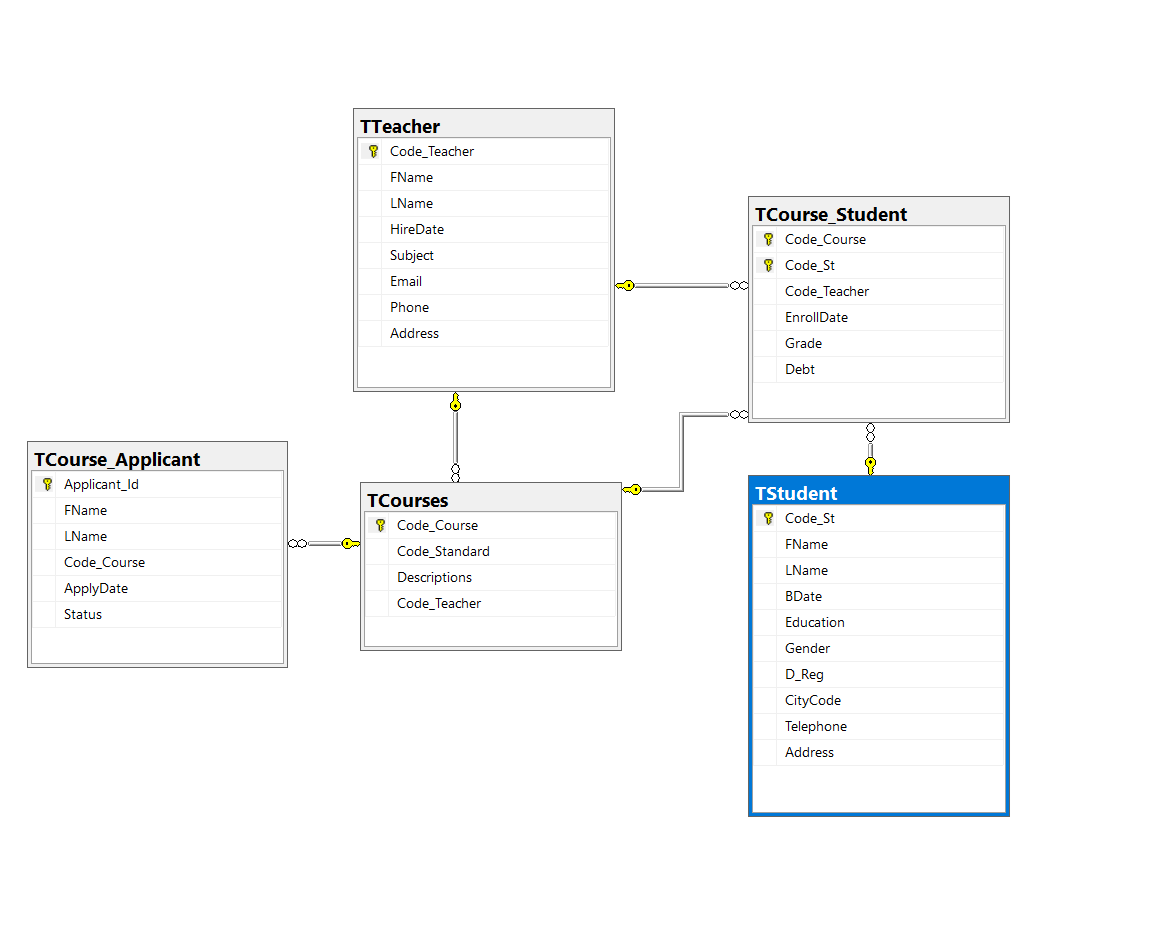 TTeacher
Code_Teacher
FName
LName
HireDate
Subject
Email
Phone
Address
TCourse_Student
Code_Course
Code_St
Code_Teacher
EnrollDate
Grade
Debt
TCourse_Applicant
Applicant_Id
FName
LName
Code_Course
ApplyDate
Status
TCourses
Code_Course
Code_Standard
Descriptions
Code_Teacher
TStudent
Code_St
FName
LName
BDate
Education
Gender
D_Reg
CityCode
Telephone
Address